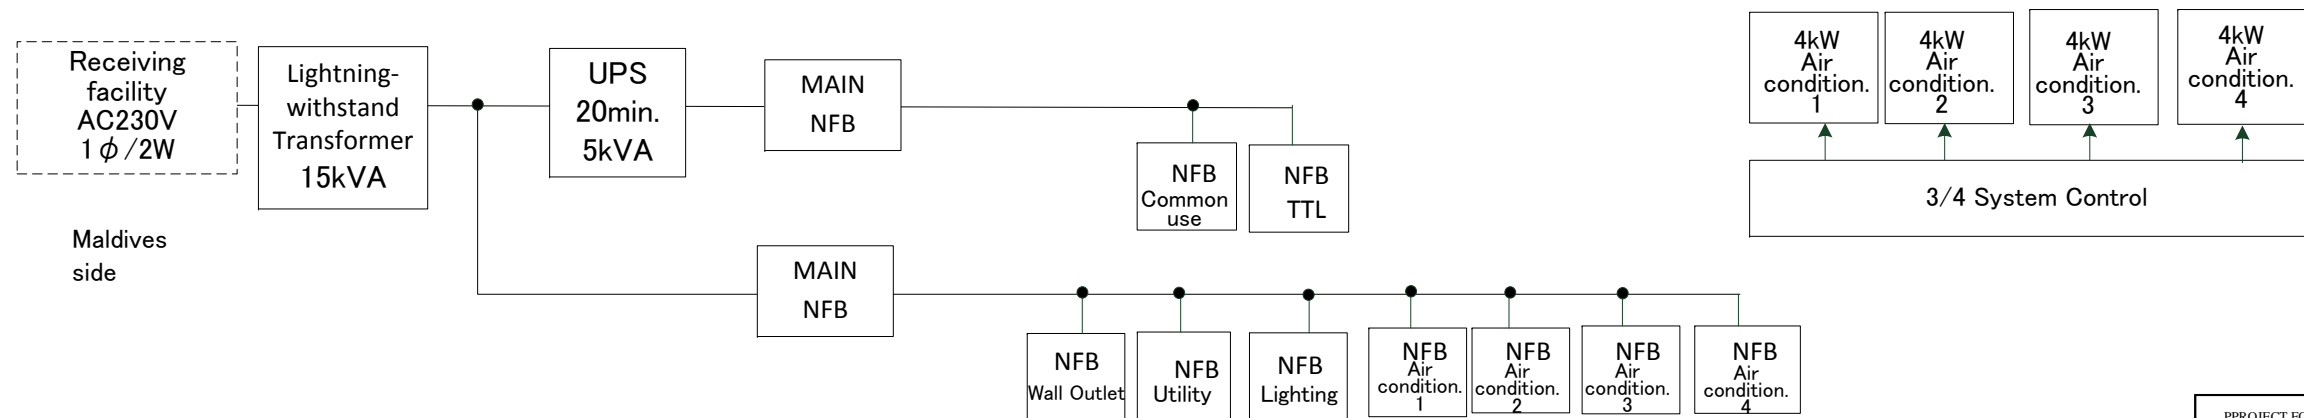 Receiving
facility
AC230V
1φ/2W
Lightning-
withstand
Transformer
15kVA
UPS
20min.
5kVA
MAIN
NFB
NFB
Common
use
NFB
TTL
Maldives
side
MAIN
NFB
NFB
Wall Outlet
NFB
Utility
NFB
Lighting
NFB
Air
condition.
1
NFB
Air
condition.
2
NFB
Air
condition.
3
NFB
Air
condition.
4
4kW
Air
condition.
1
4kW
Air
condition.
2
4kW
Air
condition.
3
4kW
Air
condition.
4
3/4 System Control